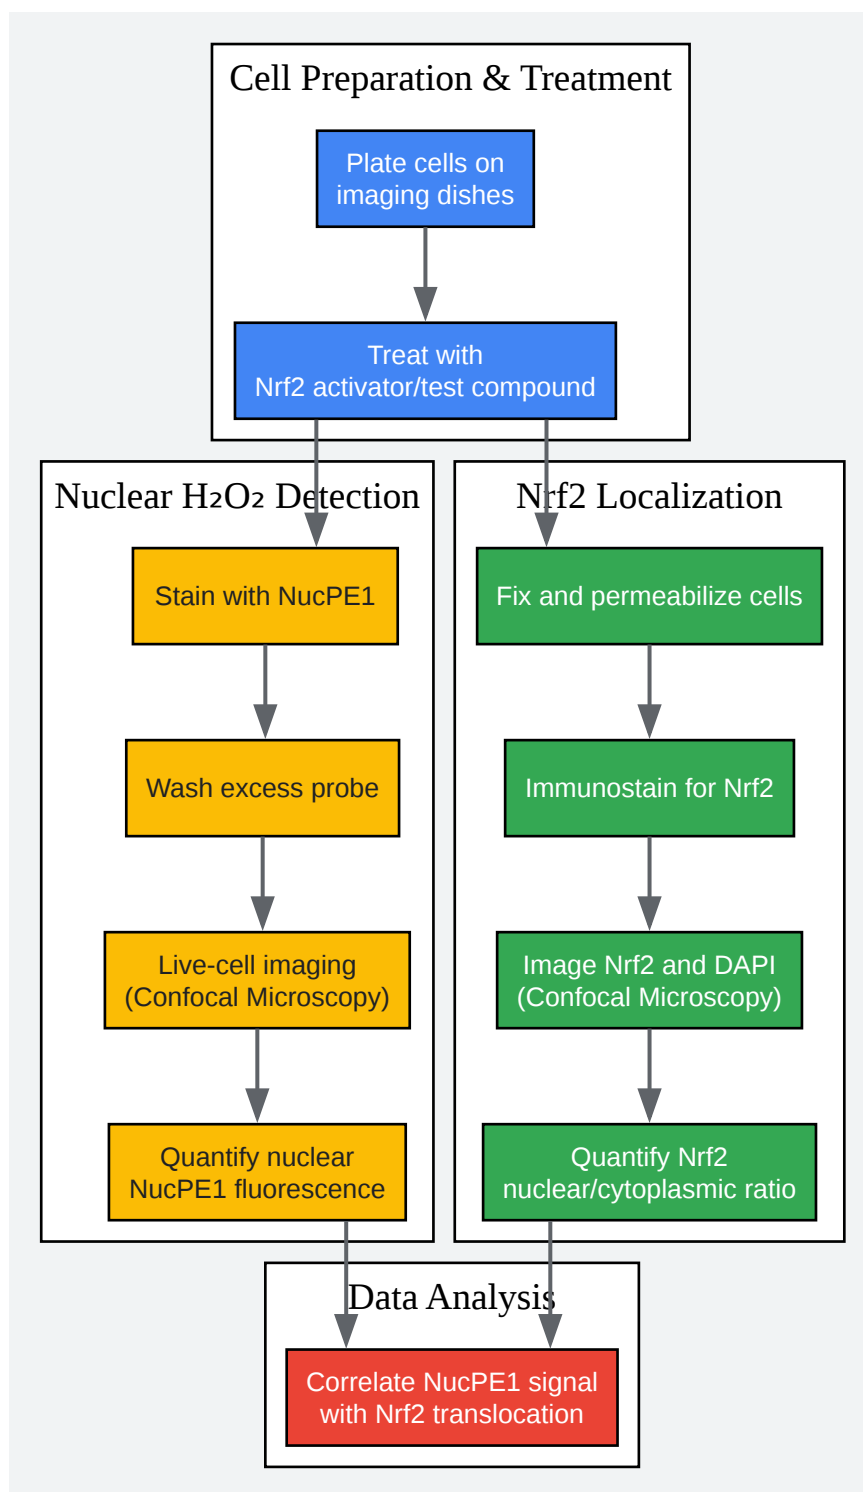 Cell Preparation & Treatment
Plate cells on
imaging dishes
Treat with
Nrf2 activator/test compound
Nuclear H₂O₂ Detection
Stain with NucPE1
Wash excess probe
Live-cell imaging
(Confocal Microscopy)
Quantify nuclear
NucPE1 fluorescence
Nrf2 Localization
Fix and permeabilize cells
Immunostain for Nrf2
Image Nrf2 and DAPI
(Confocal Microscopy)
Quantify Nrf2
nuclear/cytoplasmic ratio
Data Analysis
Correlate NucPE1 signal
with Nrf2 translocation